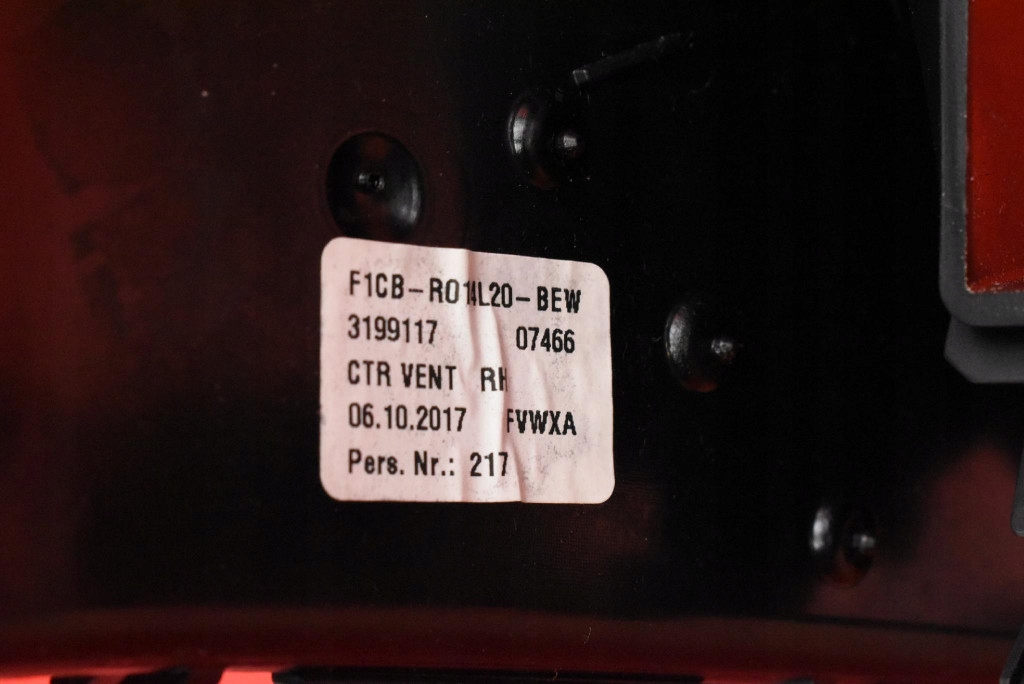 F1CB-R014L20-BEW
3199117 07466
CTR VENT RH
06.10.2017 FVWXA
Pers. Nr.: 217